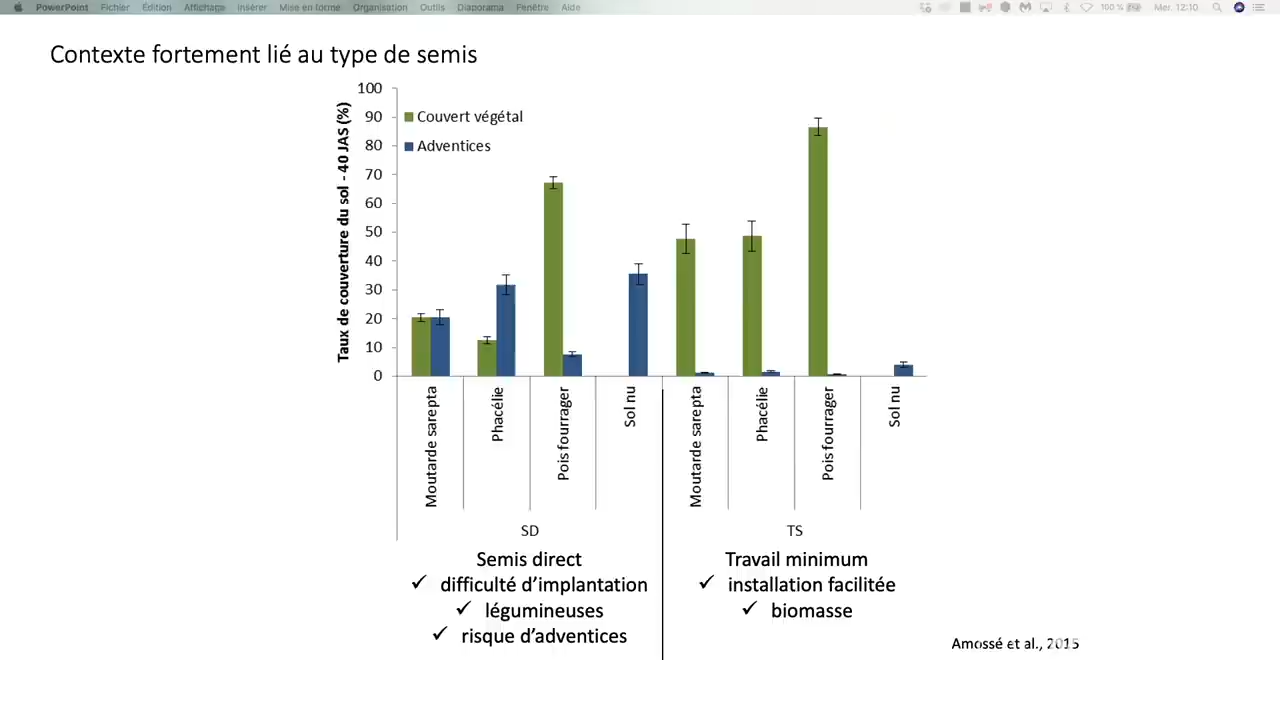 PowerPoint Fichier Édition Affichage Insérer Mise en forme Organisation Outils Diaporama Fenêtre Aide 100 % Mer. 12:10
Contexte fortement lié au type de semis
Taux de couverture du sol - 40 JAS (%)
100
90
80
70
60
50
40
30
20
10
0
Couvert végétal
Adventices
Moutarde sarepta
Phacélie
Pois fourrager
Sol nu
Moutarde sarepta
Phacélie
Pois fourrager
Sol nu
SD
TS
Semis direct
✓ difficulté d'implantation
✓ légumineuses
✓ risque d'adventices
Travail minimum
✓ installation facilitée
✓ biomasse
Amossé et al., 2015